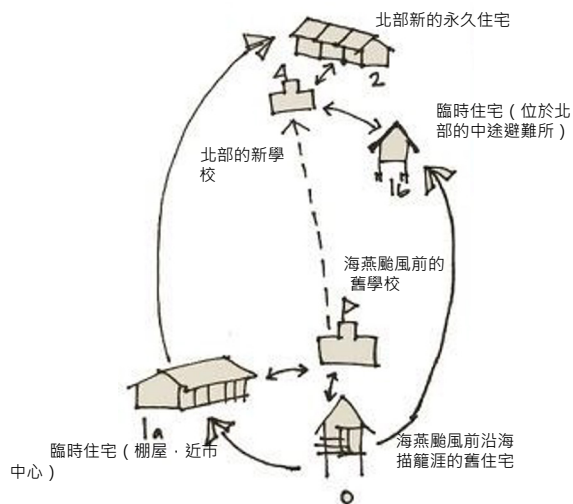 北部新的永久住宅
2
臨時住宅(位於北
部的中途避難所)
北部的新學
校
1b
海燕颱風前的
舊學校
1a
臨時住宅(棚屋·近市
中心)
海燕颱風前沿海
描籠涯的舊住宅
0